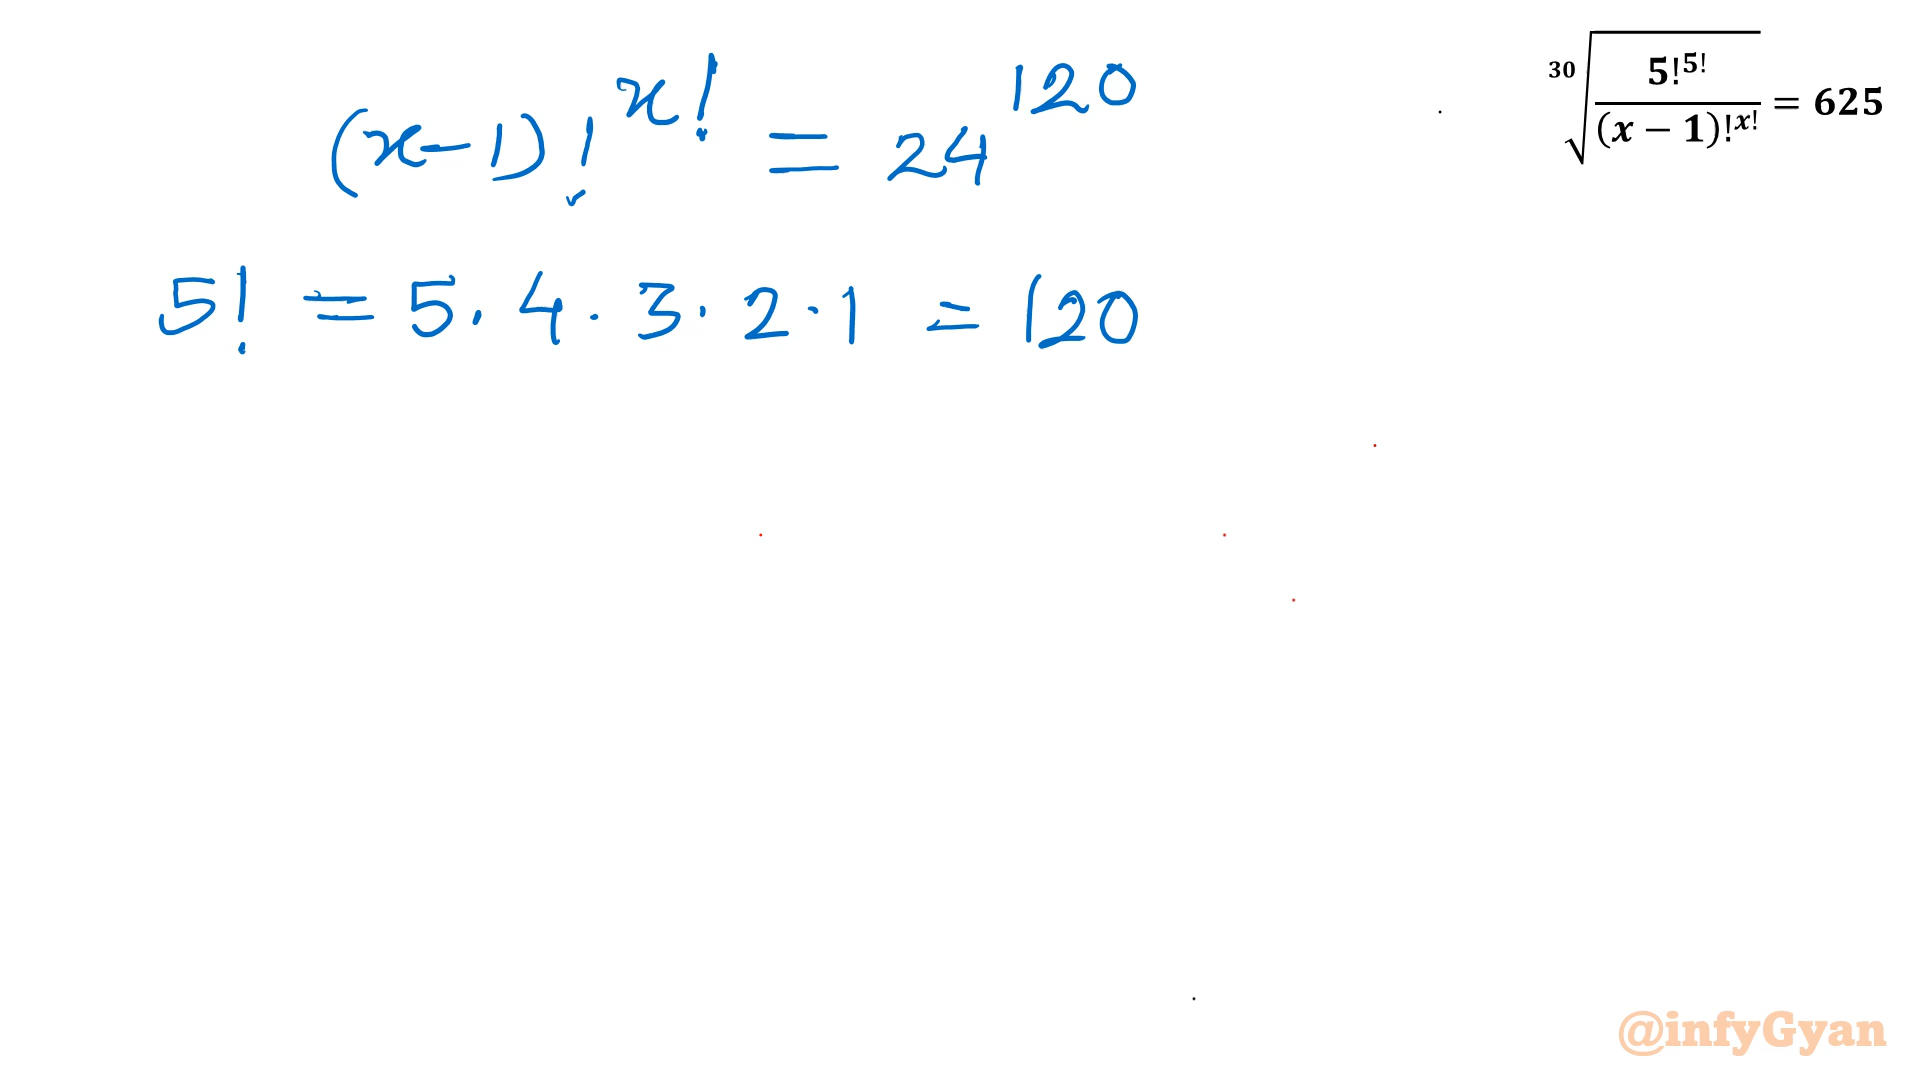 (x-1)!^x! = 24^120
30√(5!^5!/(x − 1)!^x!) = 625
5! = 5 . 4 . 3 . 2 . 1 = 120
@infyGyan